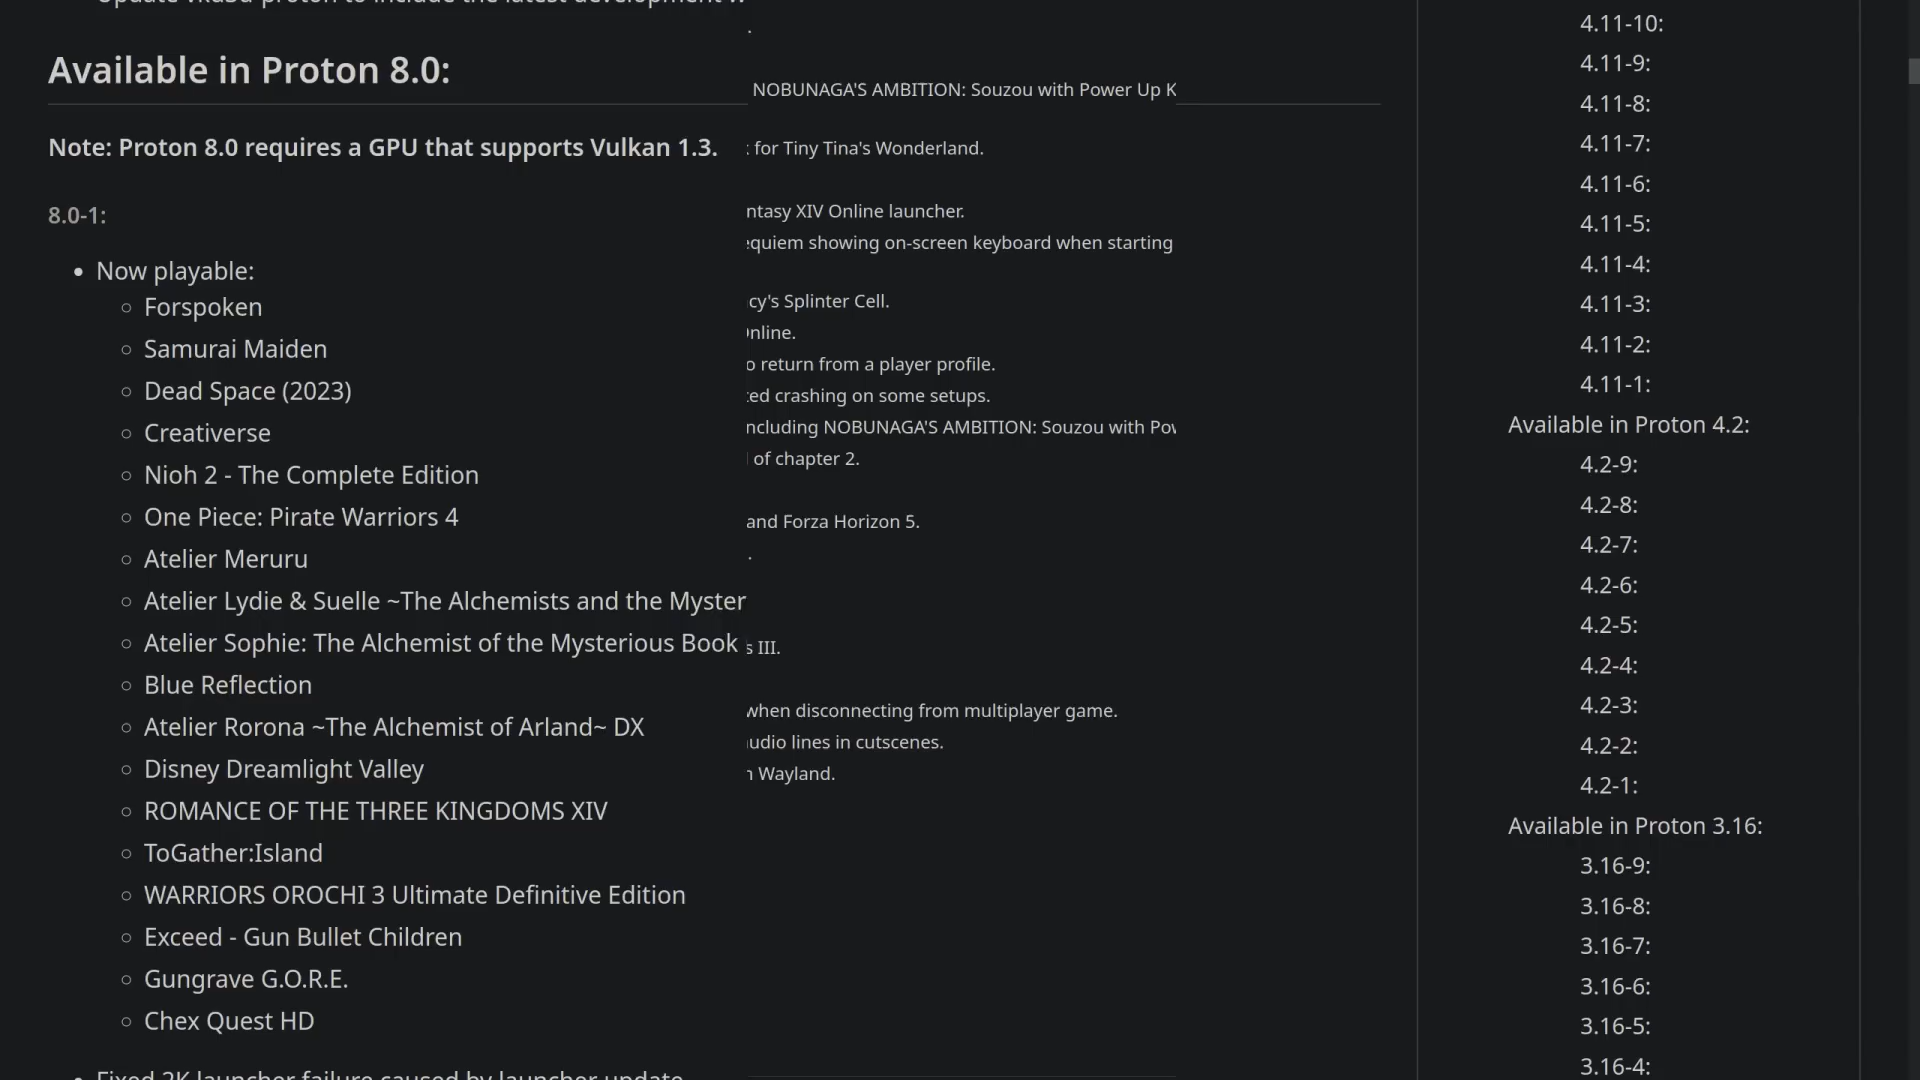 Available in Proton 8.0:
Note: Proton 8.0 requires a GPU that supports Vulkan 1.3.
8.0-1:
Now playable:
Forspoken
Samurai Maiden
Dead Space (2023)
Creativerse
Nioh 2 - The Complete Edition
One Piece: Pirate Warriors 4
Atelier Meruru
Atelier Lydie & Suelle ~The Alchemists and the Myster
Atelier Sophie: The Alchemist of the Mysterious Book
Blue Reflection
Atelier Rorona ~The Alchemist of Arland~ DX
Disney Dreamlight Valley
ROMANCE OF THE THREE KINGDOMS XIV
ToGather:Island
WARRIORS OROCHI 3 Ultimate Definitive Edition
Exceed - Gun Bullet Children
Gungrave G.O.R.E.
Chex Quest HD
Fixed 2K launcher failure caused by launcher update
NOBUNAGA'S AMBITION: Souzou with Power Up K
for Tiny Tina's Wonderland.
ntasy XIV Online launcher.
equiem showing on-screen keyboard when starting
cy's Splinter Cell.
nline.
o return from a player profile.
ed crashing on some setups.
ncluding NOBUNAGA'S AMBITION: Souzou with Pow
of chapter 2.
and Forza Horizon 5.
s III.
when disconnecting from multiplayer game.
udio lines in cutscenes.
Wayland.
4.11-10:
4.11-9:
4.11-8:
4.11-7:
4.11-6:
4.11-5:
4.11-4:
4.11-3:
4.11-2:
4.11-1:
Available in Proton 4.2:
4.2-9:
4.2-8:
4.2-7:
4.2-6:
4.2-5:
4.2-4:
4.2-3:
4.2-2:
4.2-1:
Available in Proton 3.16:
3.16-9:
3.16-8:
3.16-7:
3.16-6:
3.16-5:
3.16-4: